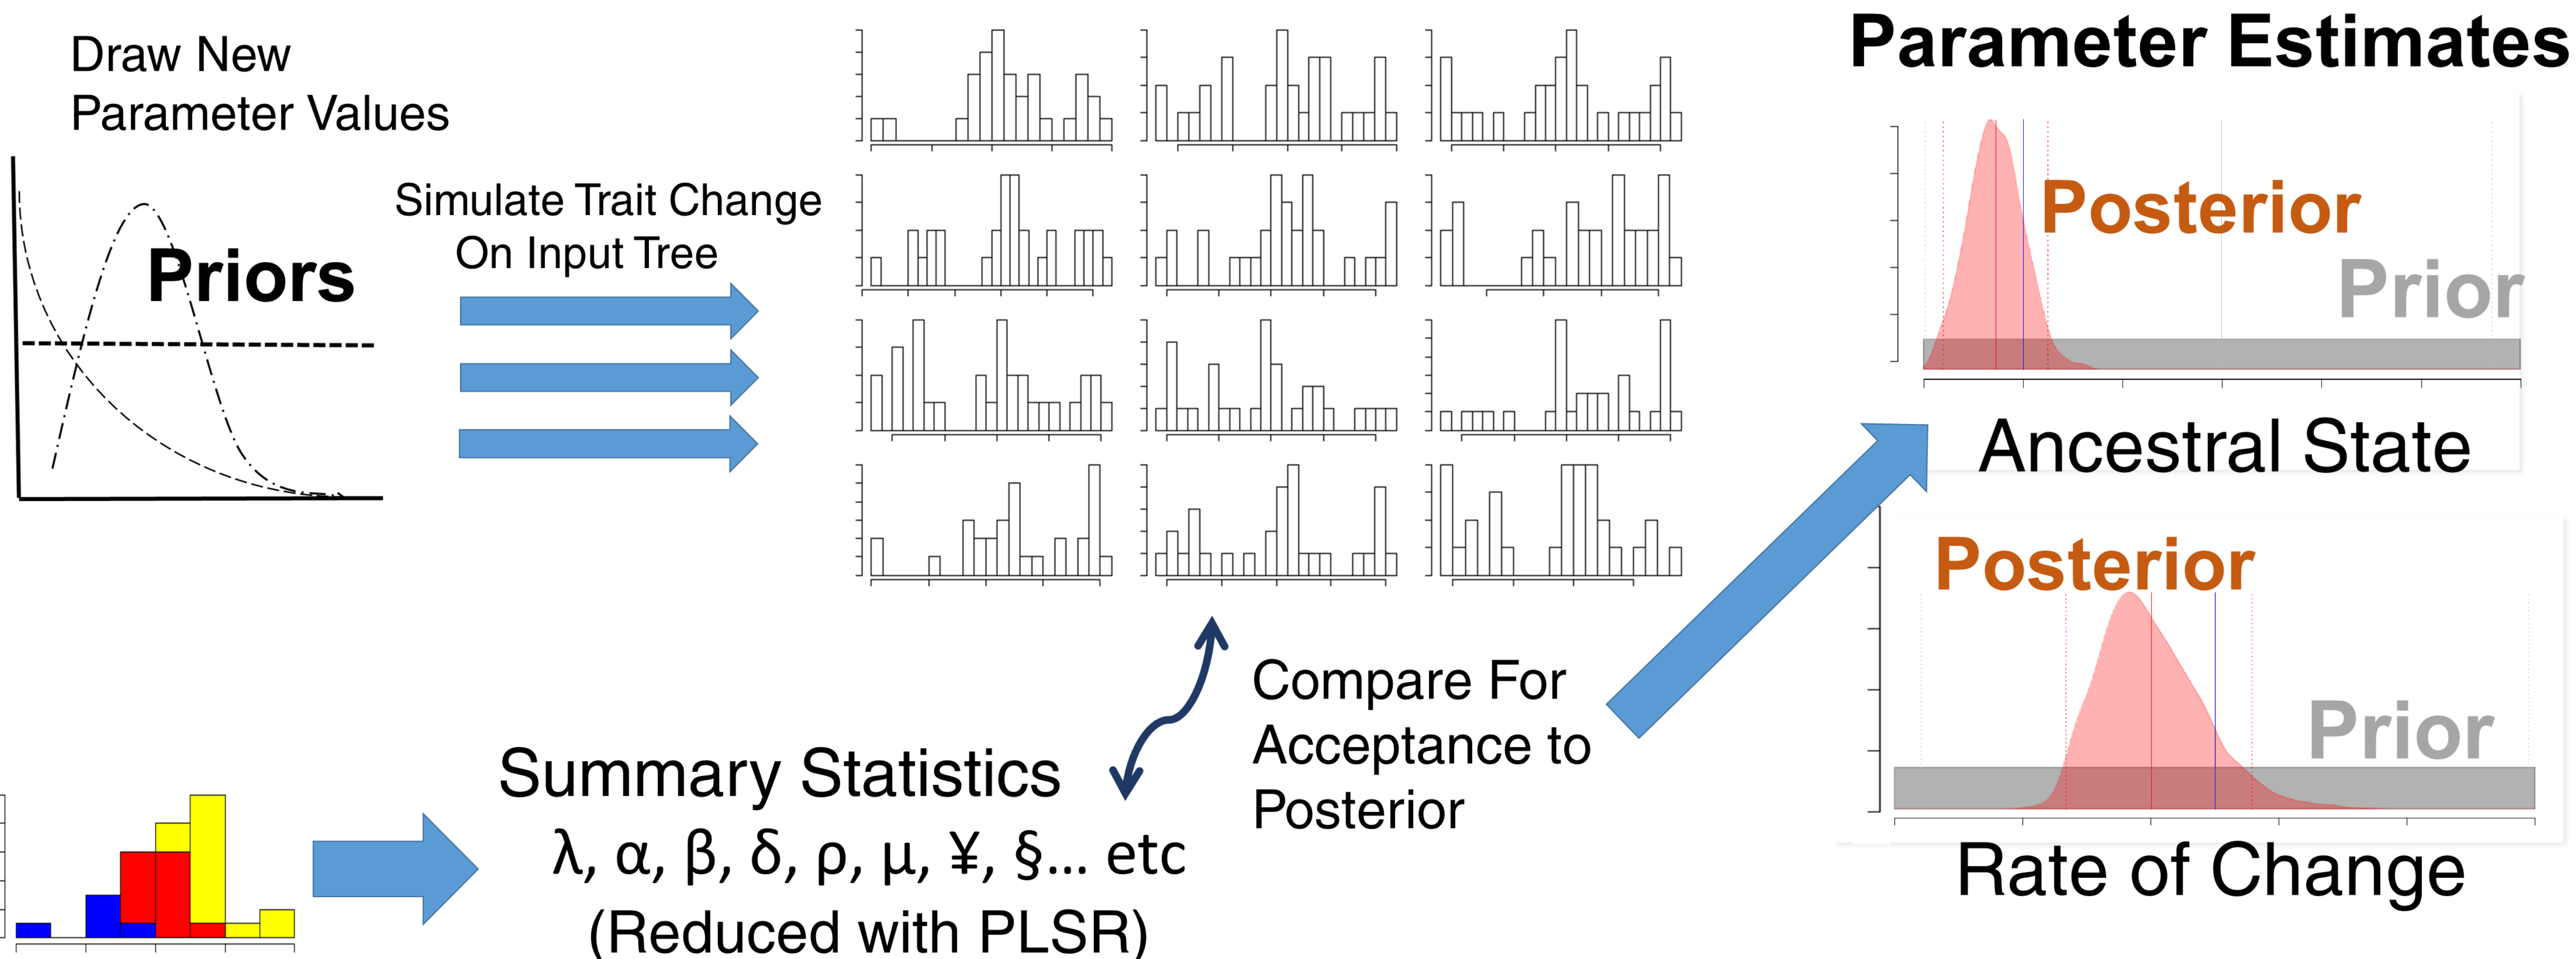 Draw New
Parameter Values
Priors
Simulate Trait Change
On Input Tree
Summary Statistics
λ, α, β, δ, ρ, μ, ¥, §... etc
(Reduced with PLSR)
Compare For
Acceptance to
Posterior
Parameter Estimates
Posterior
Prior
Ancestral State
Posterior
Prior
Rate of Change